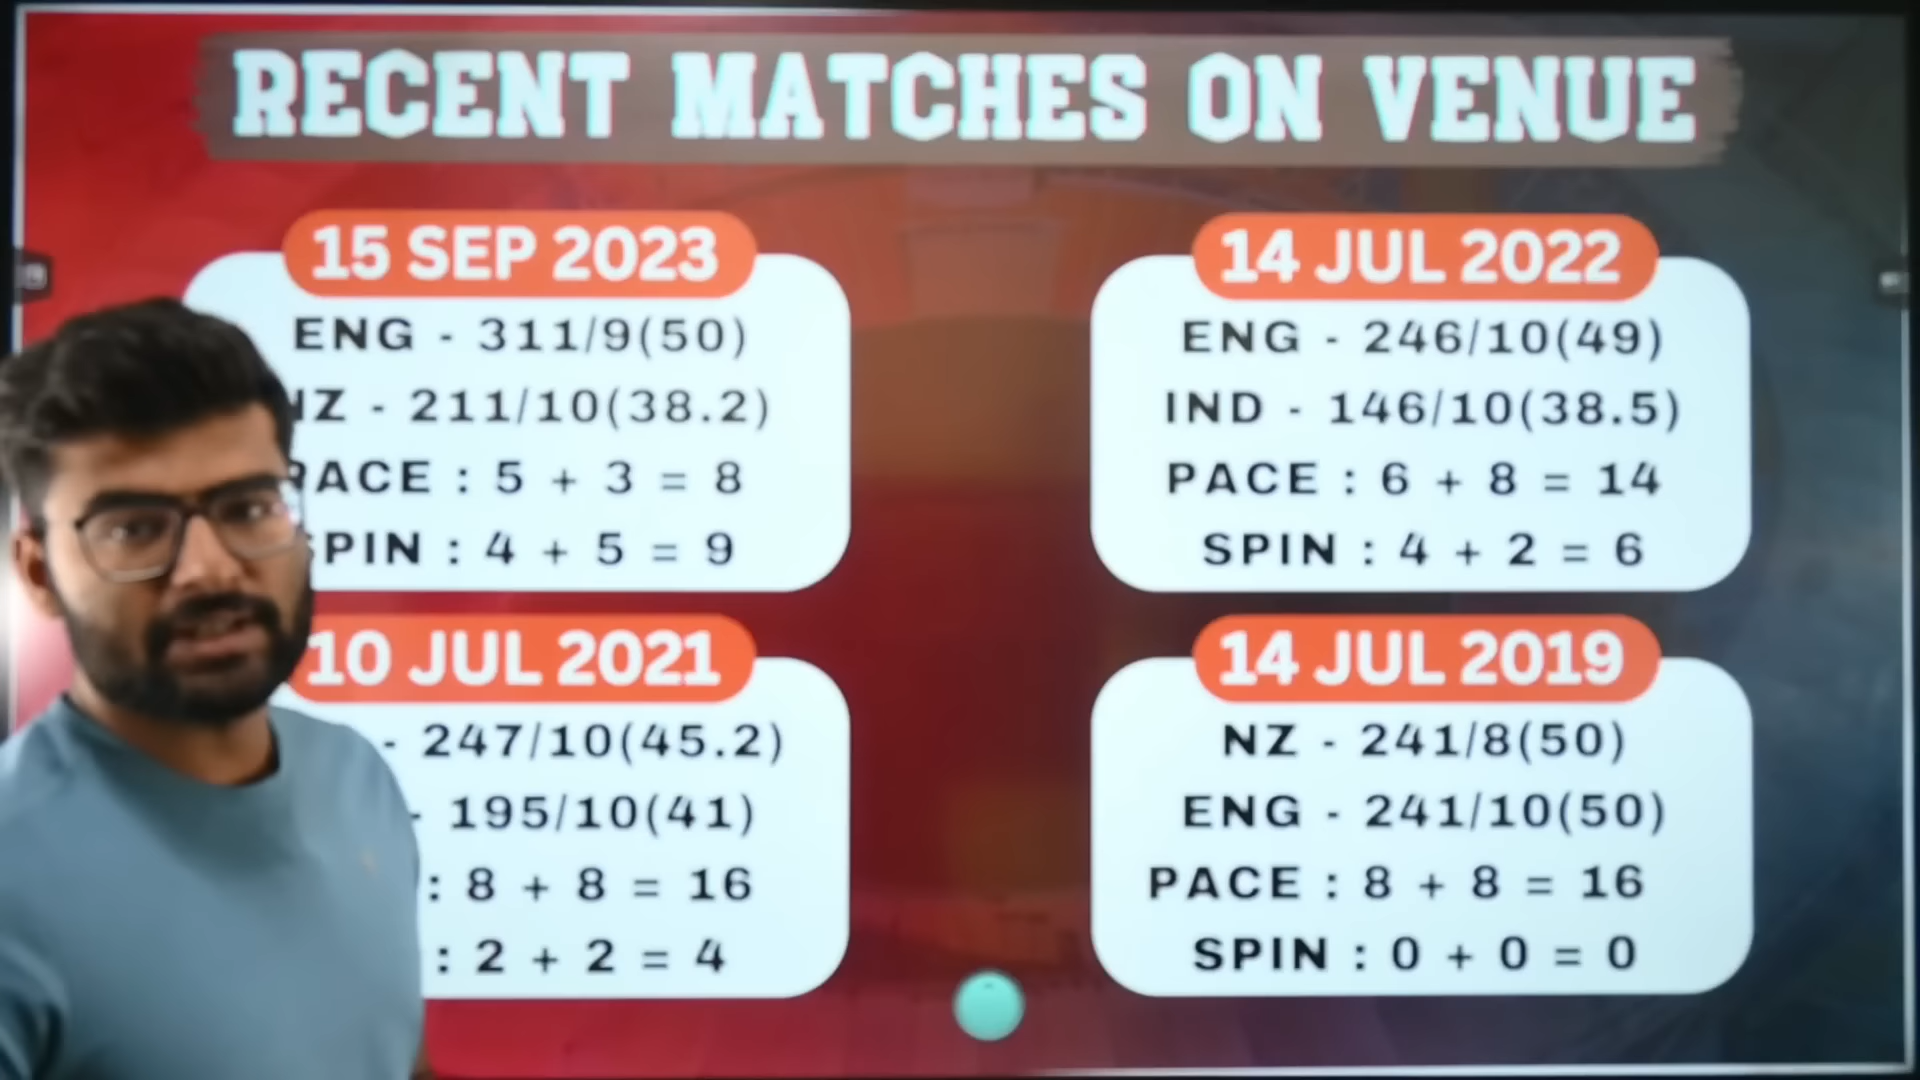 RECENT MATCHES ON VENUE
15 SEP 2023
ENG - 311/9(50)
NZ - 211/10(38.2)
PACE : 5 + 3 = 8
SPIN : 4 + 5 = 9
14 JUL 2022
ENG - 246/10(49)
IND - 146/10(38.5)
PACE : 6 + 8 = 14
SPIN : 4 + 2 = 6
10 JUL 2021
- 247/10(45.2)
- 195/10(41)
: 8 + 8 = 16
: 2 + 2 = 4
14 JUL 2019
NZ - 241/8(50)
ENG - 241/10(50)
PACE : 8 + 8 = 16
SPIN : 0 + 0 = 0